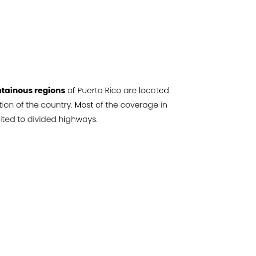 tainous regions of Puerto Rico are located
tion of the country. Most of the coverage in
ited to divided highways.